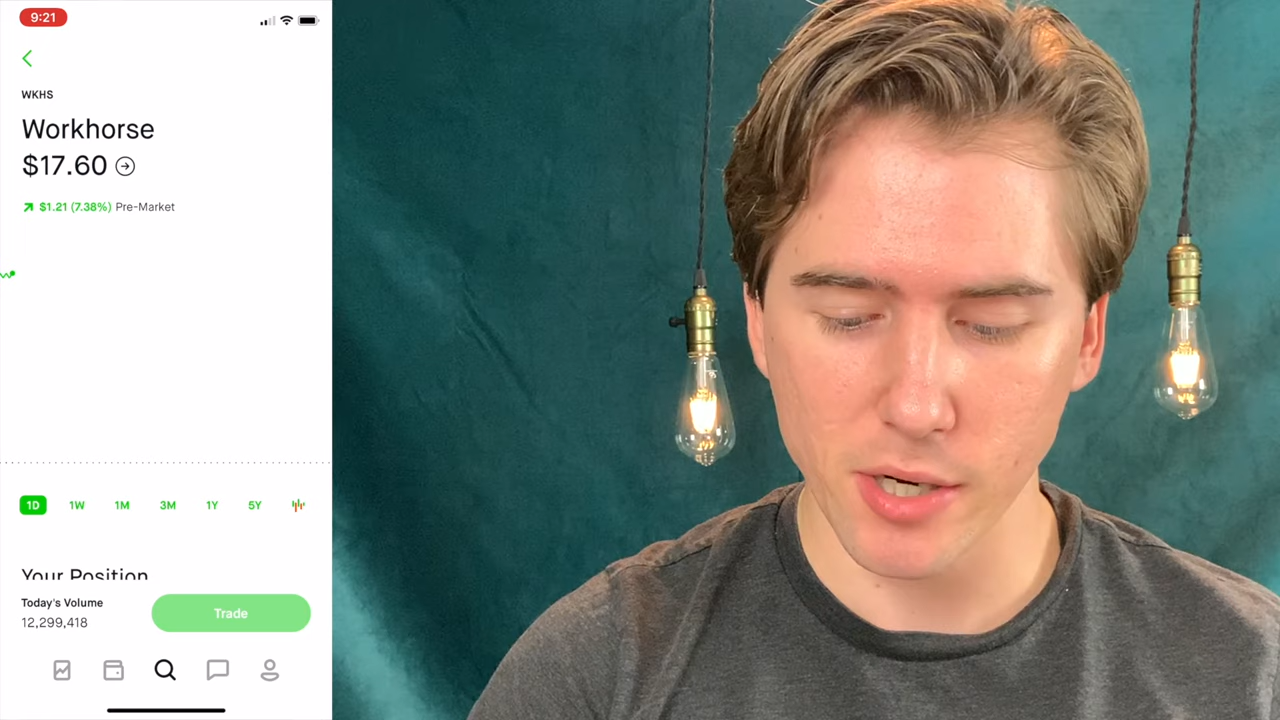 9:21
WKHS
Workhorse
$17.60
$1.21 (7.38%) Pre-Market
1D 1W 1M 3M 1Y 5Y
Your Position
Today's Volume
12,299,418
Trade